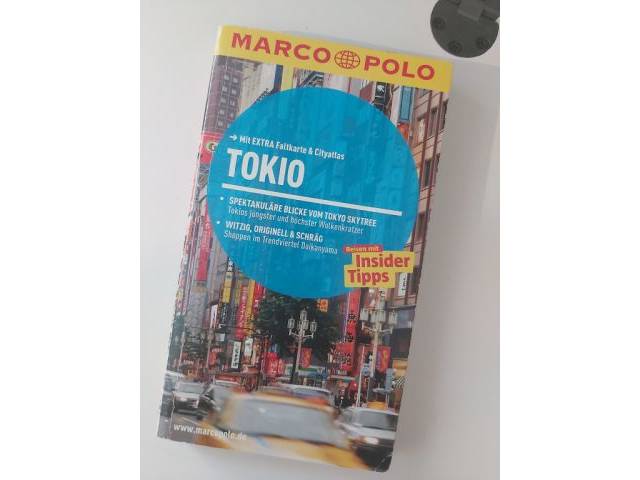 MARCO POLO
→ Mit EXTRA Faltkarte & Cityatlas
TOKIO
• SPEKTAKULÄRE BLICKE VOM TOKYO SKYTREE
Tokios jüngster und höchster Wolkenkratzer
• WITZIG, ORIGINELL & SCHRÄG
Shoppen im Trendviertel Daikanyama
Reisen mit
Insider
Tipps
www.marcopolo.de